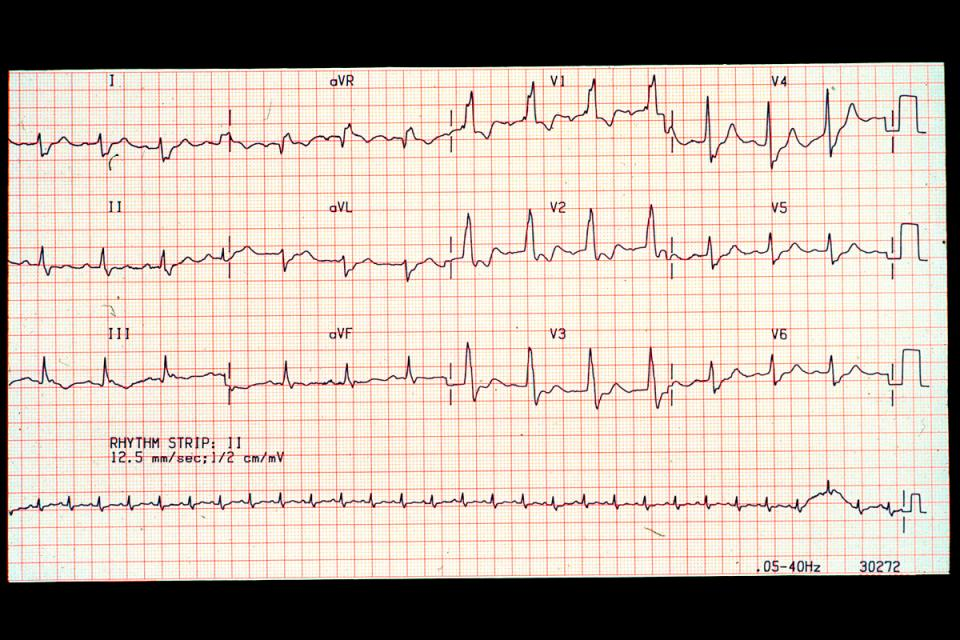 I aVR V1 V4
II aVL V2 V5
III aVF V3 V6
RHYTHM STRIP: II
12.5 mm/sec;1/2 cm/mV
.05-40Hz 30272